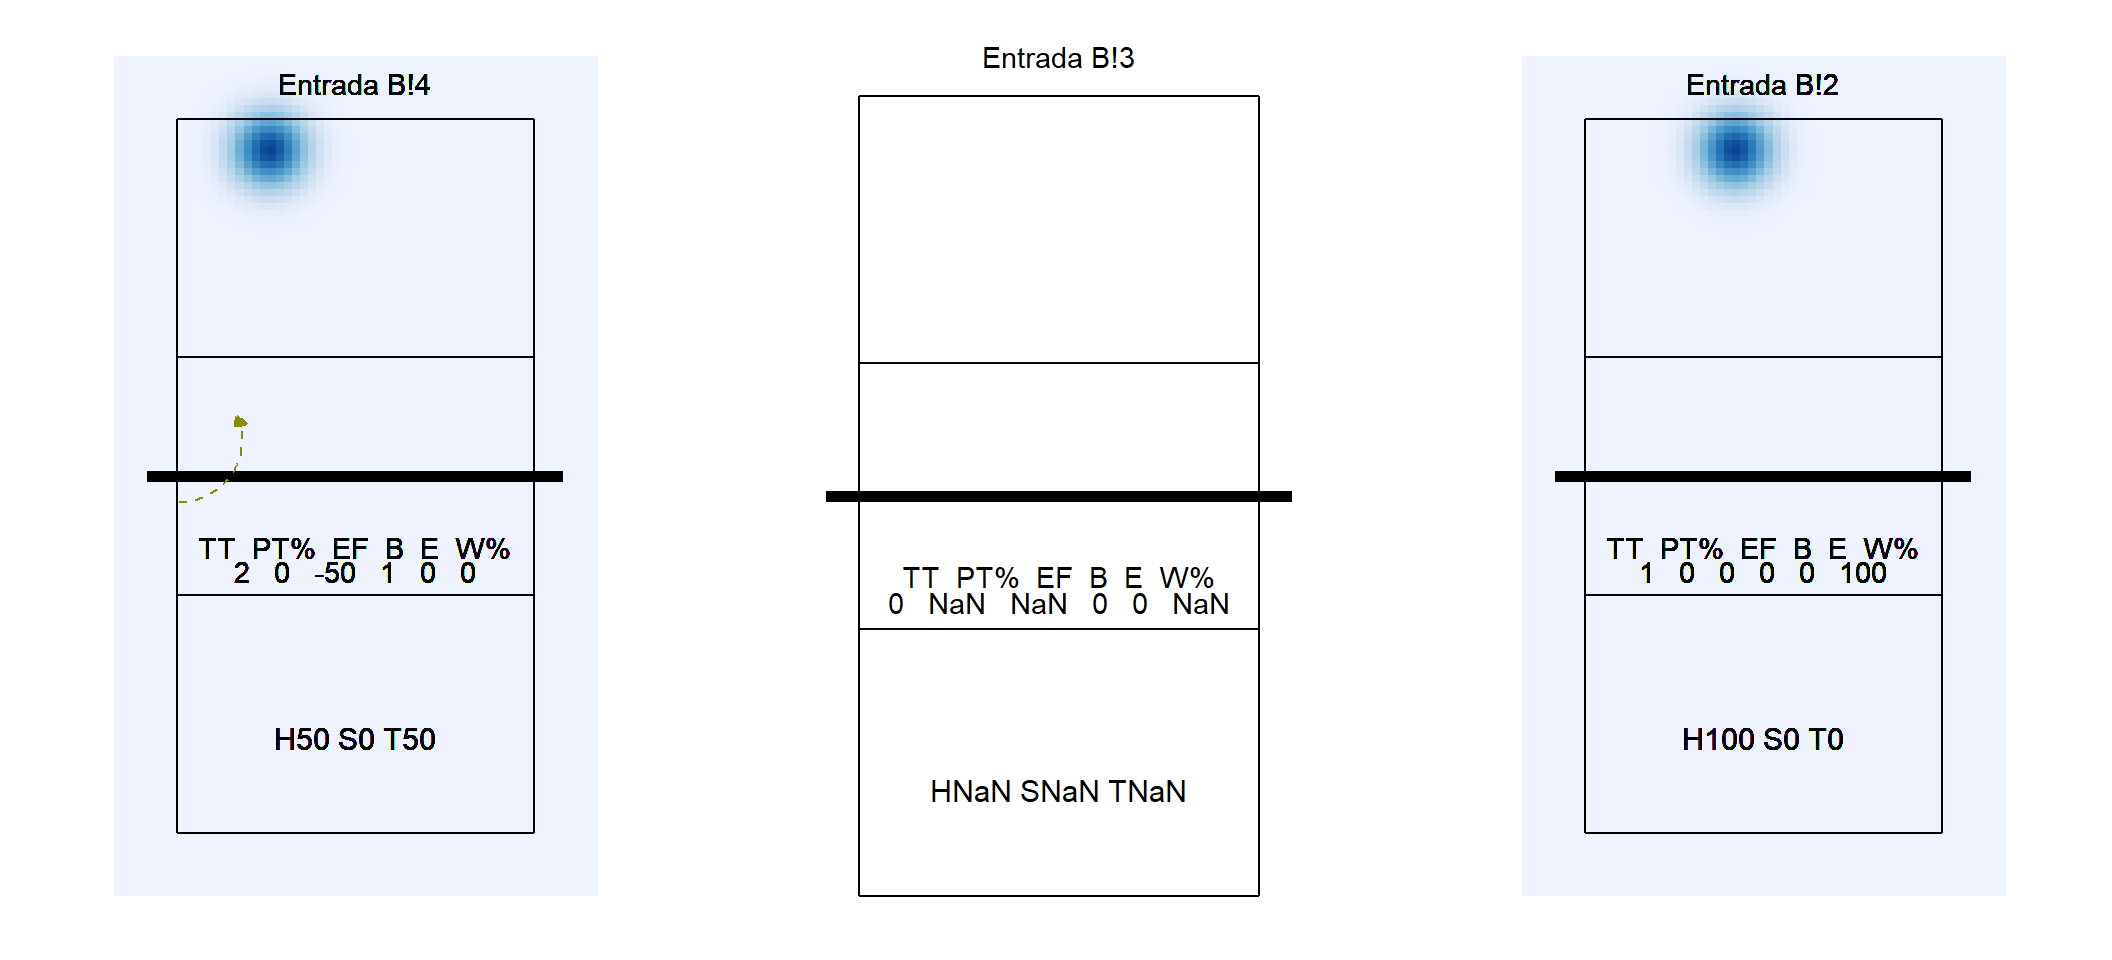 Entrada B!4
TT PT% EF B E W%
2 0 -50 1 0 0
H50 S0 T50
Entrada B!3
TT PT% EF B E W%
0 NaN NaN 0 0 NaN
HNaN SNaN TNaN
Entrada B!2
TT PT% EF B E W%
1 0 0 0 0 100
H100 S0 T0